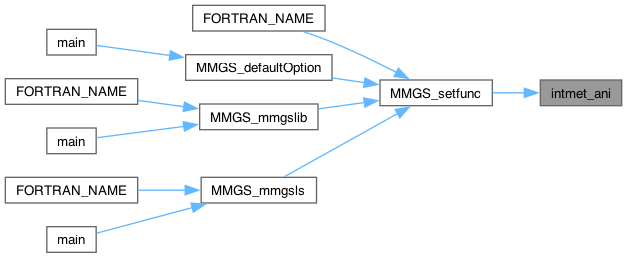 FORTRAN_NAME
main
MMGS_defaultOption
FORTRAN_NAME
MMGS_setfunc
intmet_ani
MMGS_mmgslib
main
FORTRAN_NAME
MMGS_mmgsls
main